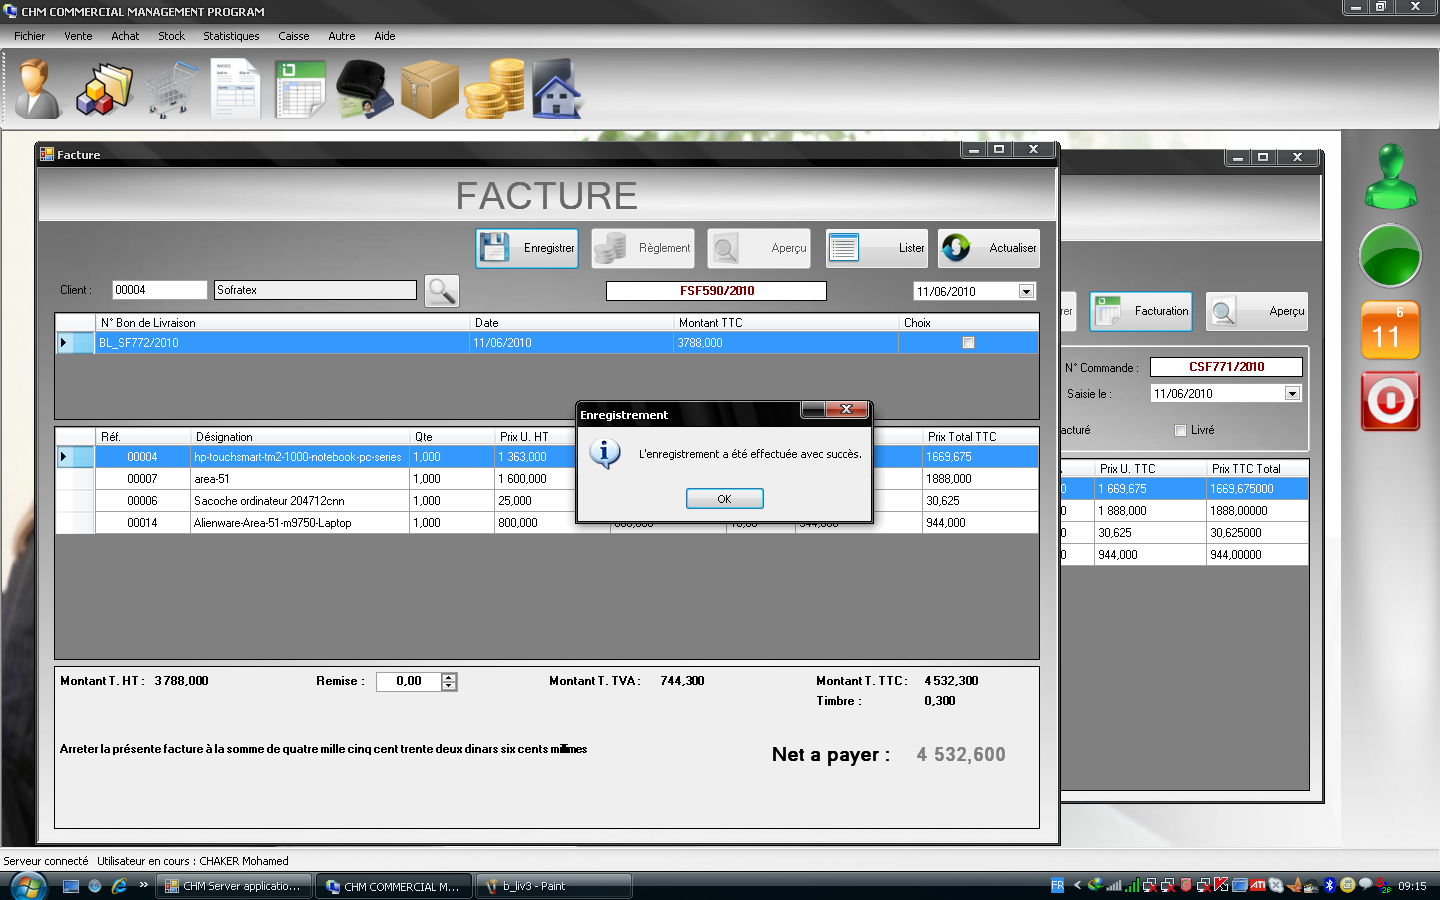 CHM COMMERCIAL MANAGEMENT PROGRAM
Fichier Vente Achat Stock Statistiques Caisse Autre Aide
Facture
FACTURE
Enregistrer Règlement Aperçu Lister Actualiser
Client : 00004 Sofratex FSF590/2010 11/06/2010
N° Bon de Livraison Date Montant TTC Choix
BL_SF772/2010 11/06/2010 3788,000
Réf. Désignation Qte Prix U. HT Prix Total TTC
00004 hp-touchsmart-tm2-1000-notebook-pc-series 1,000 1 363,000 1669,675
00007 area-51 1,000 1 600,000 1888,000
00006 Sacoche ordinateur 204712cnn 1,000 25,000 30,625
00014 Alienware-Area-51-m9750-Laptop 1,000 800,000 944,000
Enregistrement
L'enregistrement a été effectuée avec succès.
OK
Montant T. HT : 3 788,000 Remise : 0,00 Montant T. TVA : 744,300 Montant T. TTC : 4 532,300
Timbre : 0,300
Arreter la présente facture à la somme de quatre mille cinq cent trente deux dinars six cents millimes
Net a payer : 4 532,600
rer Facturation Aperçu
N° Commande : CSF771/2010
Saisie le : 11/06/2010
acturé Livré
Prix U. TTC Prix TTC Total
0 1 669,675 1669,675000
0 1 888,000 1888,00000
0 30,625 30,625000
0 944,000 944,00000
6
11
Serveur connecté Utilisateur en cours : CHAKER Mohamed
CHM Server applicatio... CHM COMMERCIAL M... b_liv3 - Paint FR 09:15